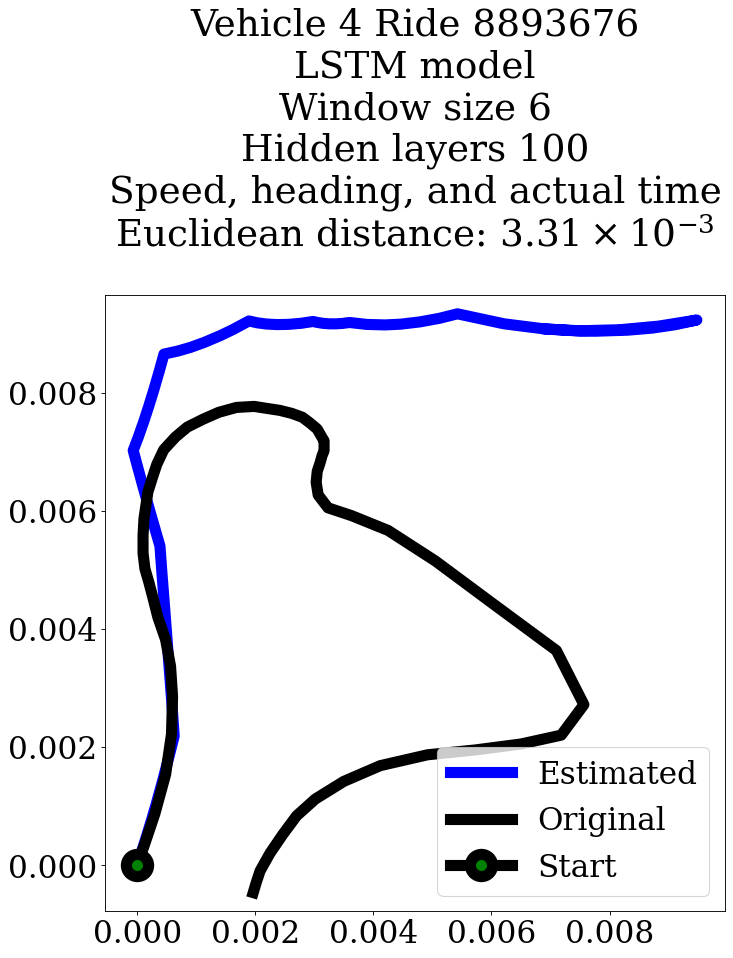 Vehicle 4 Ride 8893676
LSTM model
Window size 6
Hidden layers 100
Speed, heading, and actual time
Euclidean distance: 3.31 × 10⁻³
0.008
0.006
0.004
0.002
0.000
Estimated
Original
Start
0.000 0.002 0.004 0.006 0.008